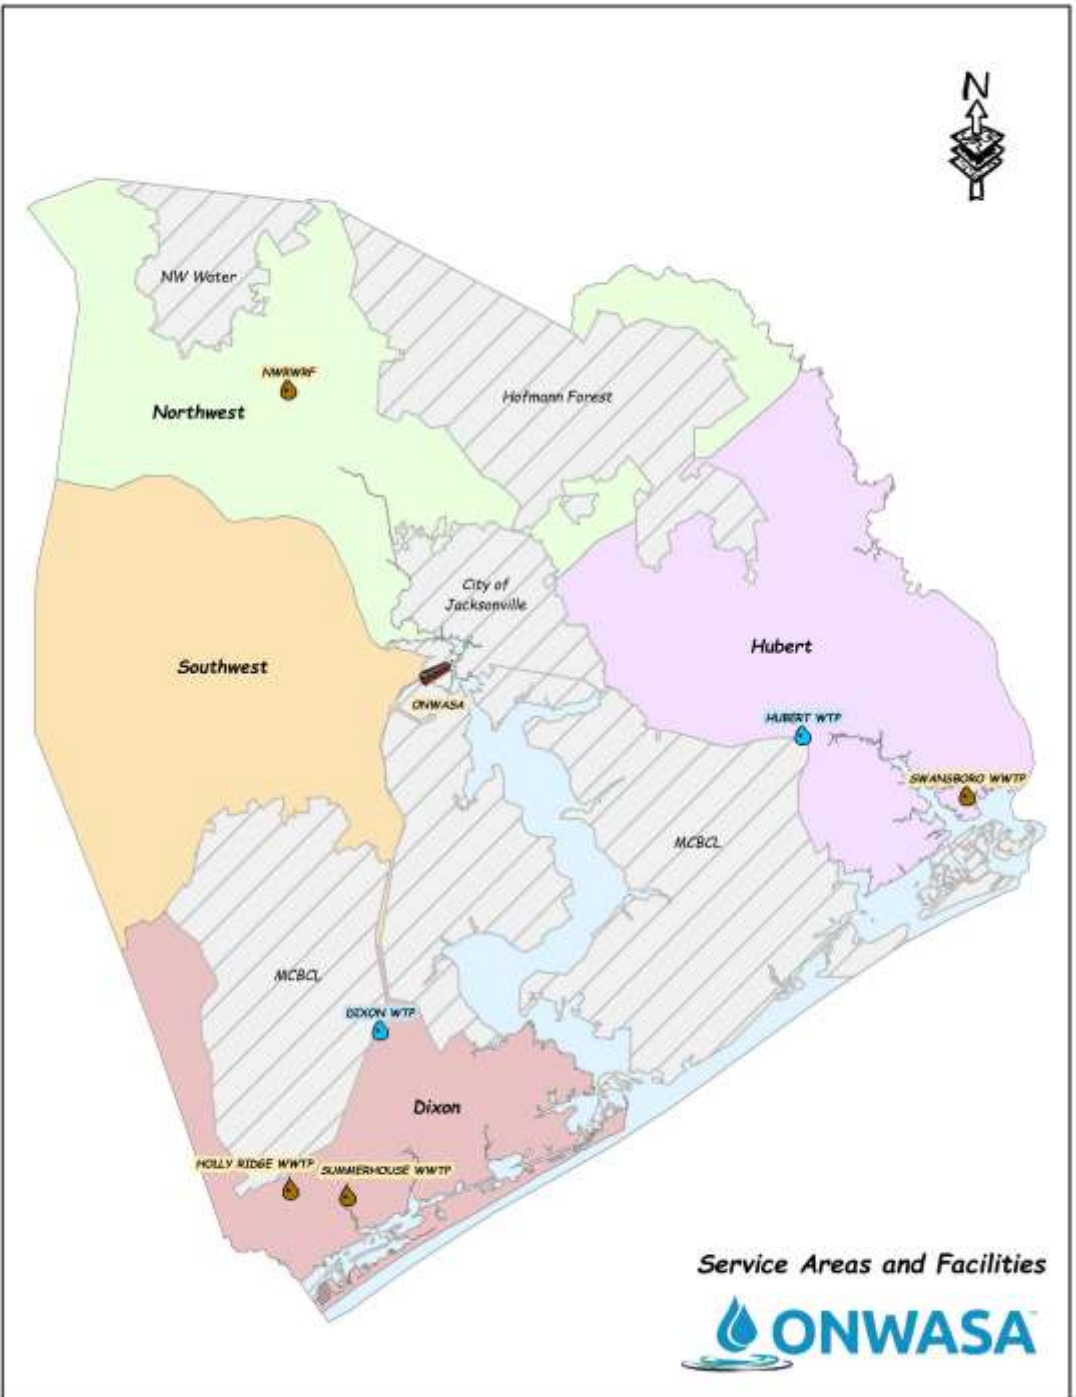 N
NW Water
NWRWRF
Hofmann Forest
Northwest
City of
Jacksonville
Hubert
Southwest
ONWASA
HUBERT WTP
SWANSBORO WWTP
MCBCL
MCBCL
DIXON WTP
Dixon
HOLLY RIDGE WWTP
SUMMERHOUSE WWTP
Service Areas and Facilities
ONWASA™